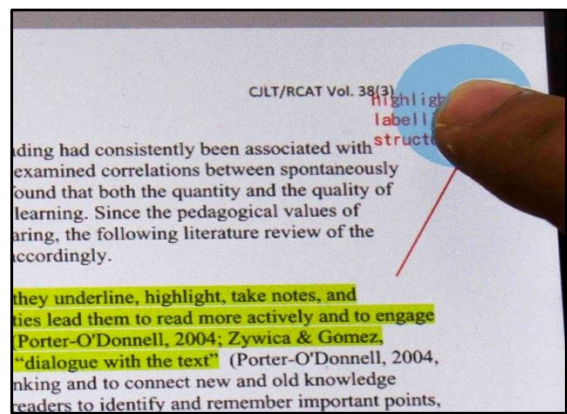 CJLT/RCAT Vol. 38(3)
highlig
labell
struct
ding had consistently been associated with
examined correlations between spontaneously
ound that both the quantity and the quality of
learning. Since the pedagogical values of
aring, the following literature review of the
accordingly.
they underline, highlight, take notes, and
ties lead them to read more actively and to engage
Porter-O'Donnell, 2004; Zywica & Gomez,
“dialogue with the text” (Porter-O'Donnell, 2004,
nking and to connect new and old knowledge
readers to identify and remember important points,